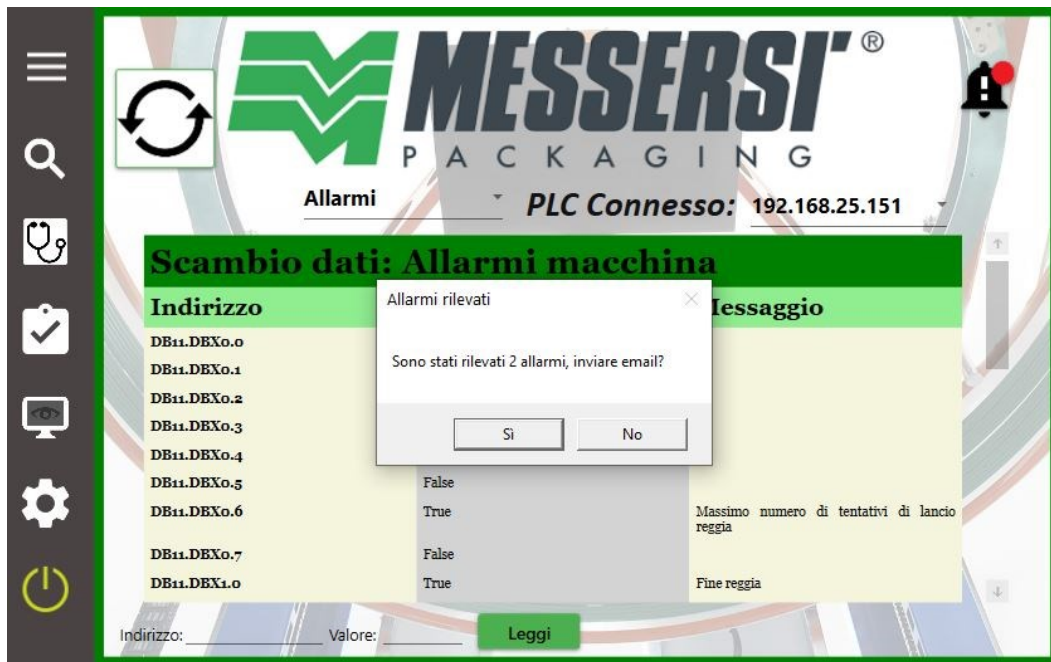 MESSERSI' ®
PACKAGING
Allarmi
PLC Connesso: 192.168.25.151
Scambio dati: Allarmi macchina
Indirizzo
Messaggio
Allarmi rilevati
Sono stati rilevati 2 allarmi, inviare email?
Sì No
DB11.DBX0.0
DB11.DBX0.1
DB11.DBX0.2
DB11.DBX0.3
DB11.DBX0.4
DB11.DBX0.5 False
DB11.DBX0.6 True Massimo numero di tentativi di lancio
reggia
DB11.DBX0.7 False
DB11.DBX1.0 True Fine reggia
Indirizzo: Valore: Leggi